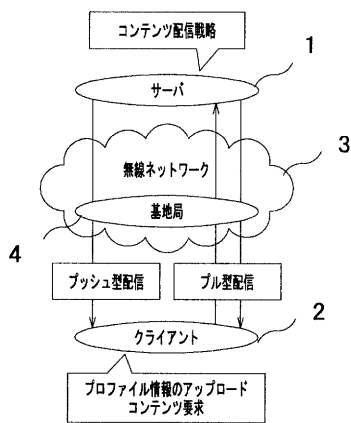 コンテンツ配信戦略
1
サーバ
3
無線ネットワーク
基地局
4
プッシュ型配信
プル型配信
2
クライアント
プロファイル情報のアップロード
コンテンツ要求